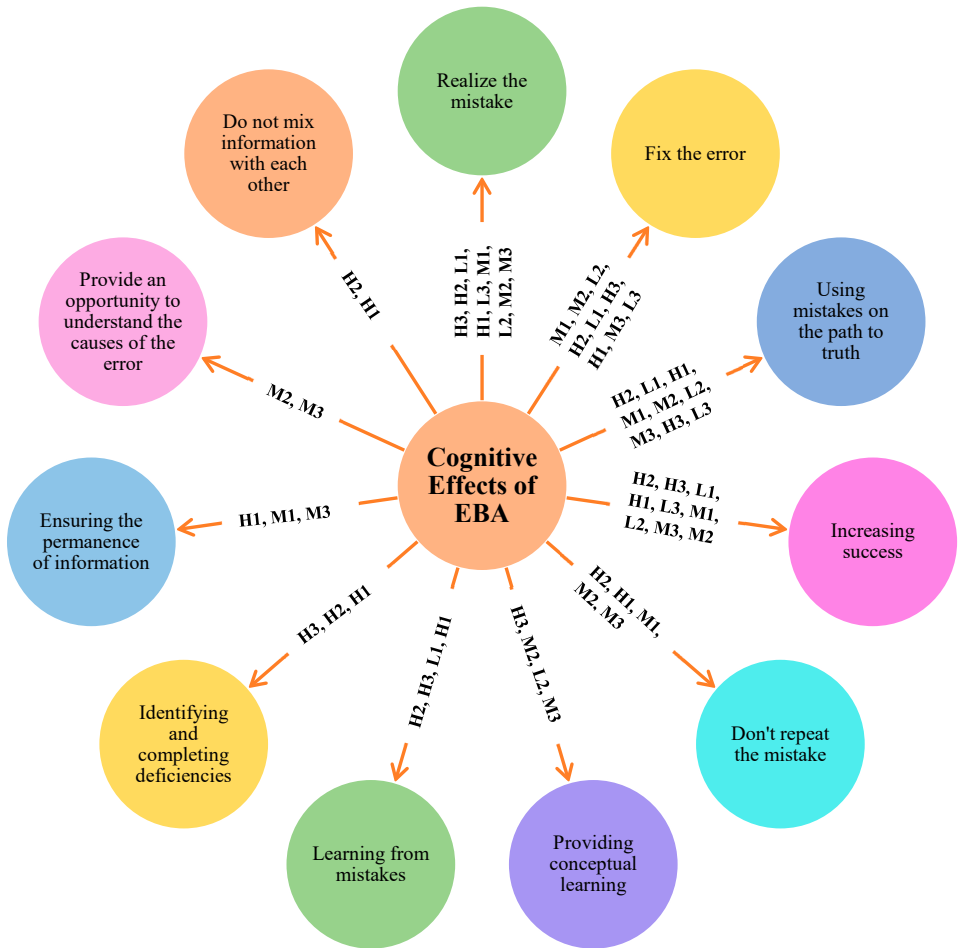 Realize the
mistake
Do not mix
information
with each
other
Fix the error
Provide an
opportunity to
understand the
causes of the
error
Using
mistakes on
the path to
truth
H2, H1
H3, H2, L1,
H1, L3, M1,
L2, M2, M3
M1, M2, L2,
H2, L1, H3,
H1, M3, L3
M2, M3
H2, L1, H1,
M1, M2, L2,
M3, H3, L3
Cognitive
Effects of
EBA
Ensuring the
permanence
of information
H1, M1, M3
H2, H3, L1,
H1, L3, M1,
L2, M3, M2
Increasing
success
H3, H2, H1
H2, H3, L1, H1
H3, M2, L2, M3
H2, H1, M1,
M2, M3
Identifying
and
completing
deficiencies
Don't repeat
the mistake
Learning from
mistakes
Providing
conceptual
learning